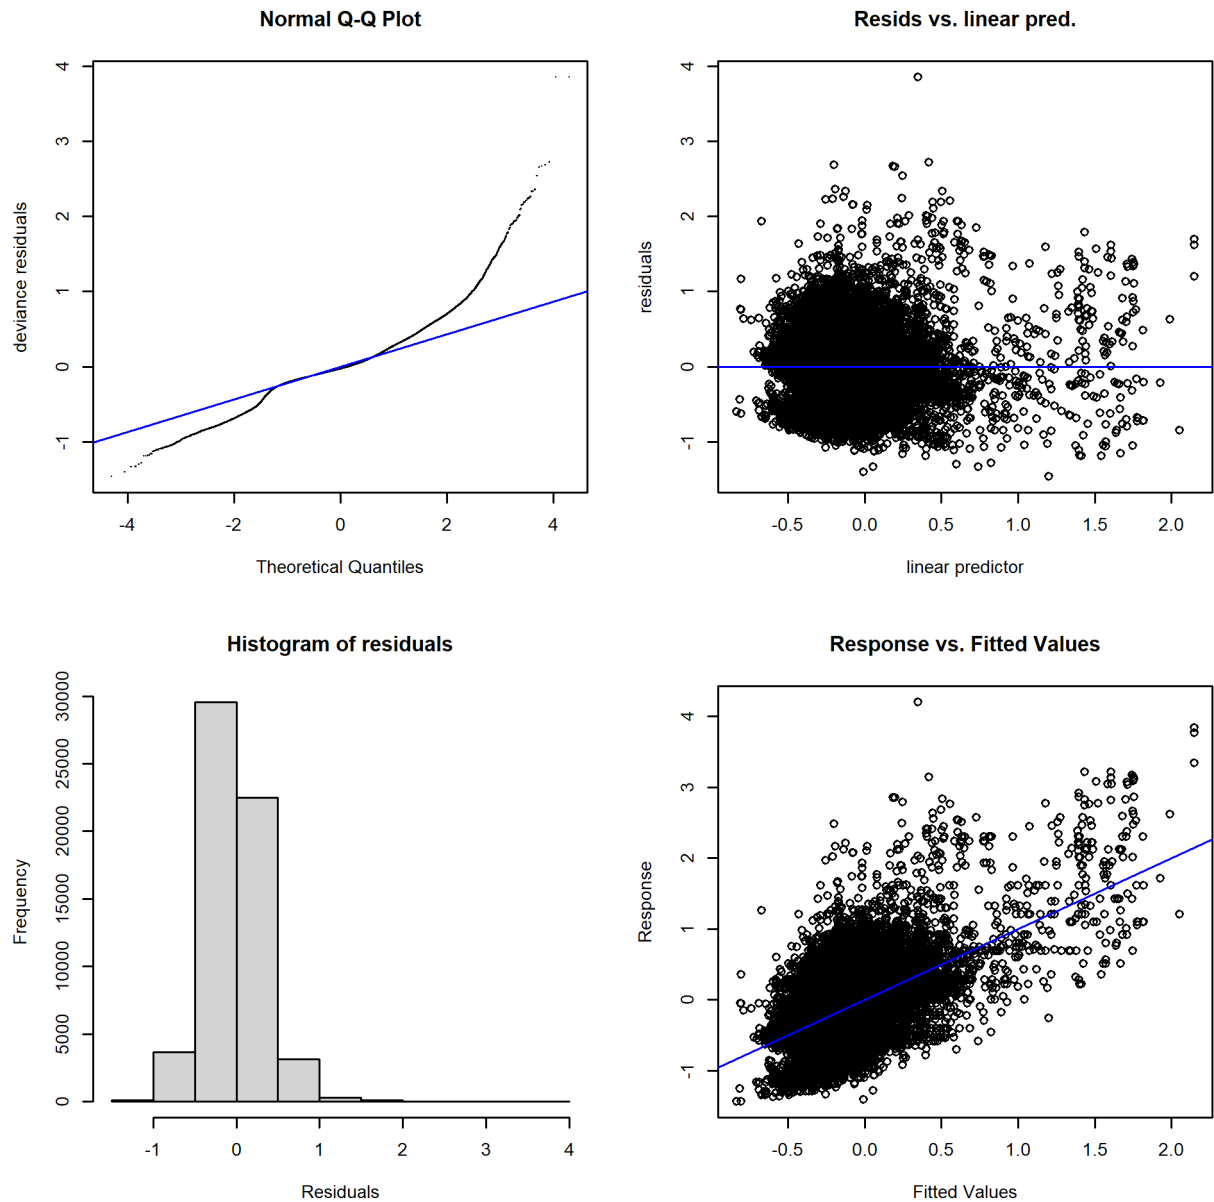 Normal Q-Q Plot
deviance residuals
4
3
2
1
0
-1
-4 -2 0 2 4
Theoretical Quantiles
Resids vs. linear pred.
residuals
4
3
2
1
0
-1
-0.5 0.0 0.5 1.0 1.5 2.0
linear predictor
Histogram of residuals
Frequency
30000
25000
20000
15000
10000
5000
0
-1 0 1 2 3 4
Residuals
Response vs. Fitted Values
Response
4
3
2
1
0
-1
-0.5 0.0 0.5 1.0 1.5 2.0
Fitted Values